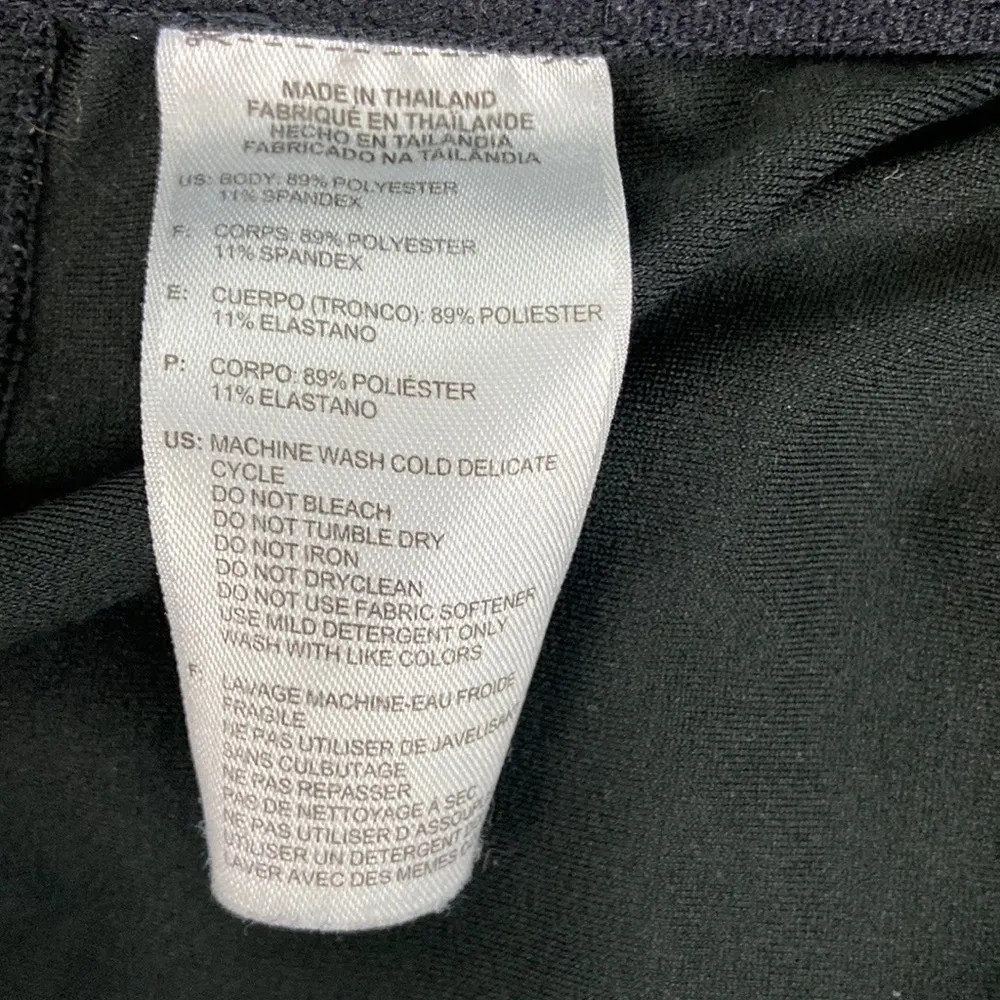 MADE IN THAILAND
FABRIQUÉ EN THAÏLANDE
HECHO EN TAILANDIA
FABRICADO NA TAILÂNDIA
US: BODY: 89% POLYESTER
11% SPANDEX
F: CORPS: 89% POLYESTER
11% SPANDEX
E: CUERPO (TRONCO): 89% POLIESTER
11% ELASTANO
P: CORPO: 89% POLIÉSTER
11% ELASTANO
US: MACHINE WASH COLD DELICATE
CYCLE
DO NOT BLEACH
DO NOT TUMBLE DRY
DO NOT IRON
DO NOT DRYCLEAN
DO NOT USE FABRIC SOFTENER
USE MILD DETERGENT ONLY
WASH WITH LIKE COLORS
F: LAVAGE MACHINE-EAU FROIDE
FRAGILE
NE PAS UTILISER DE
SANS CULBUTAGE
NE PAS REPASSER
PAS DE NETTOYAGE À SEC
NE PAS UTILISER
UTILISER UN DETERGENT
LAVER AVEC DES MEMES